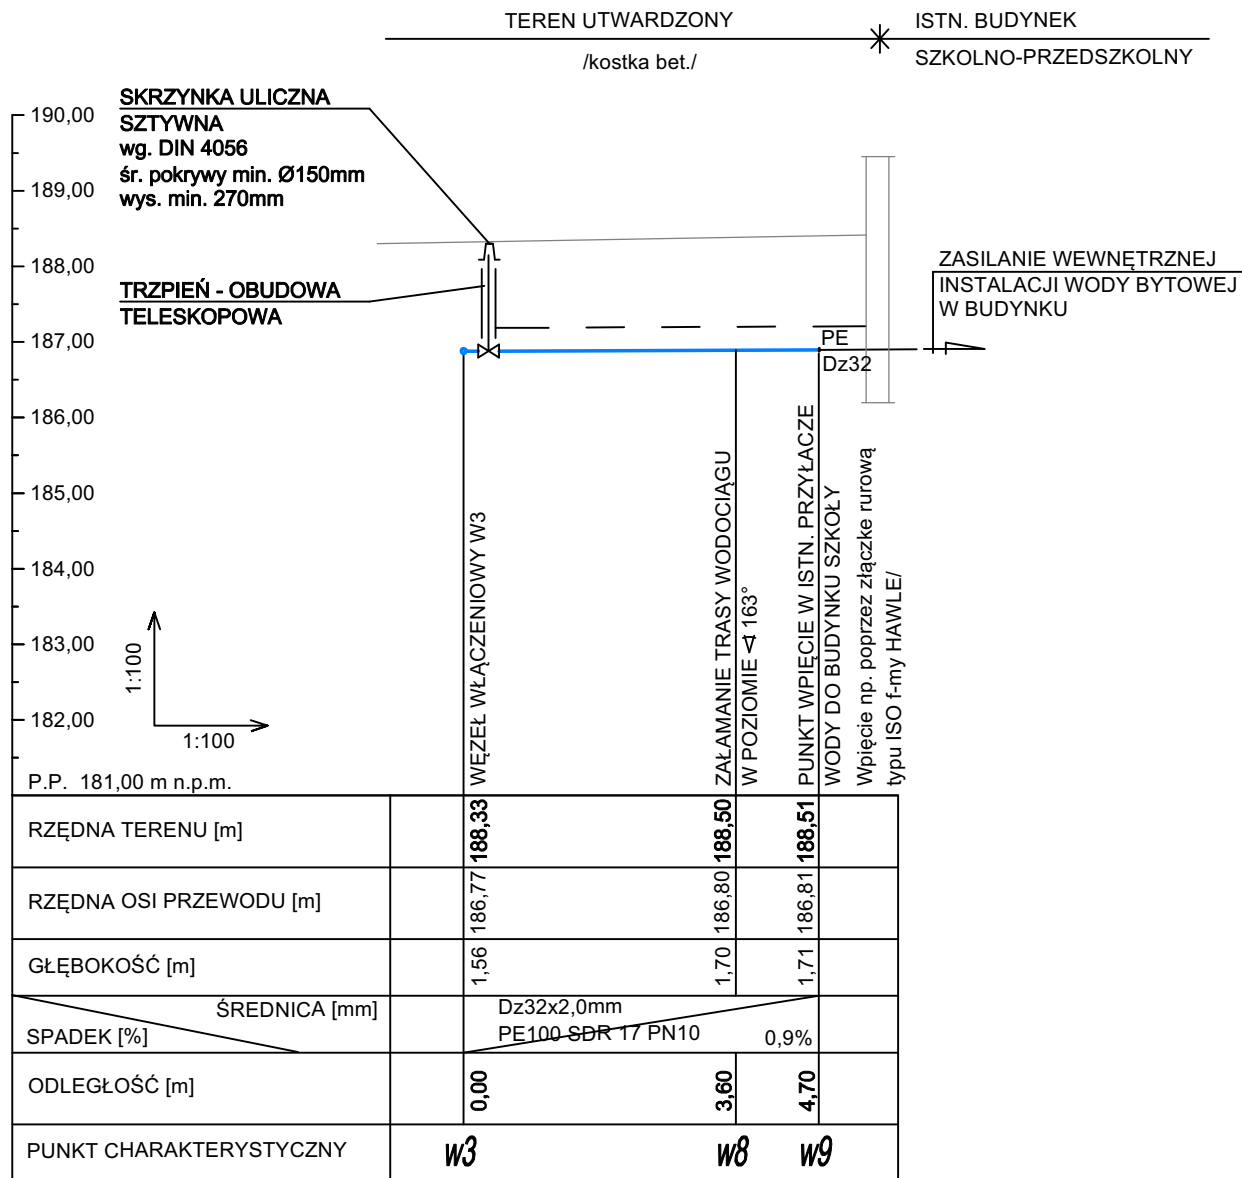 TEREN UTWARDZONY
/kostka bet./
ISTN. BUDYNEK
SZKOLNO-PRZEDSZKOLNY
SKRZYNKA ULICZNA
SZTYWNA
wg. DIN 4056
śr. pokrywy min. Ø150mm
wys. min. 270mm
TRZPIEŃ - OBUDOWA
TELESKOPOWA
190,00
189,00
188,00
187,00
186,00
185,00
184,00
183,00
182,00
ZASILANIE WEWNĘTRZNEJ
INSTALACJI WODY BYTOWEJ
W BUDYNKU
PE
Dz32
1:100
1:100
P.P. 181,00 m n.p.m.
WĘZEŁ WŁĄCZENIOWY W3
ZAŁAMANIE TRASY WODOCIĄGU
W POZIOMIE ∢ 163°
PUNKT WPIĘCIE W ISTN. PRZYŁACZE
WODY DO BUDYNKU SZKOŁY
Wpięcie np. poprzez złączke rurową
typu ISO f-my HAWLE/
RZĘDNA TERENU [m] 188,33 188,50 188,51
RZĘDNA OSI PRZEWODU [m] 186,77 186,80 186,81
GŁĘBOKOŚĆ [m] 1,56 1,70 1,71
ŚREDNICA [mm] Dz32x2,0mm
SPADEK [%] PE100 SDR 17 PN10 0,9%
ODLEGŁOŚĆ [m] 0,00 3,60 4,70
PUNKT CHARAKTERYSTYCZNY w3 w8 w9